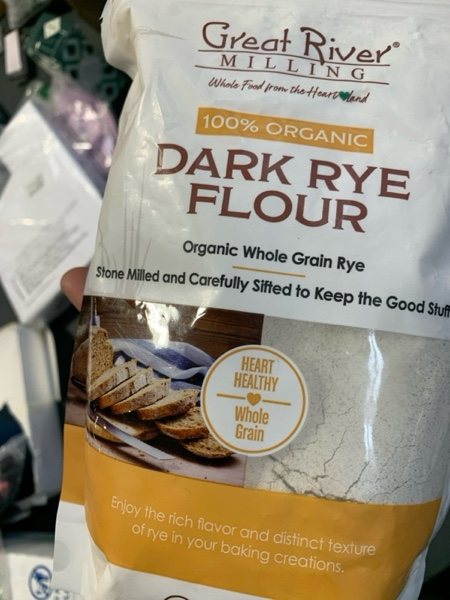 Great River®
MILLING
Whole Food from the Heartland
100% ORGANIC
DARK RYE
FLOUR
Organic Whole Grain Rye
Stone Milled and Carefully Sifted to Keep the Good Stuff
HEART
HEALTHY
Whole
Grain
Enjoy the rich flavor and distinct texture
of rye in your baking creations.